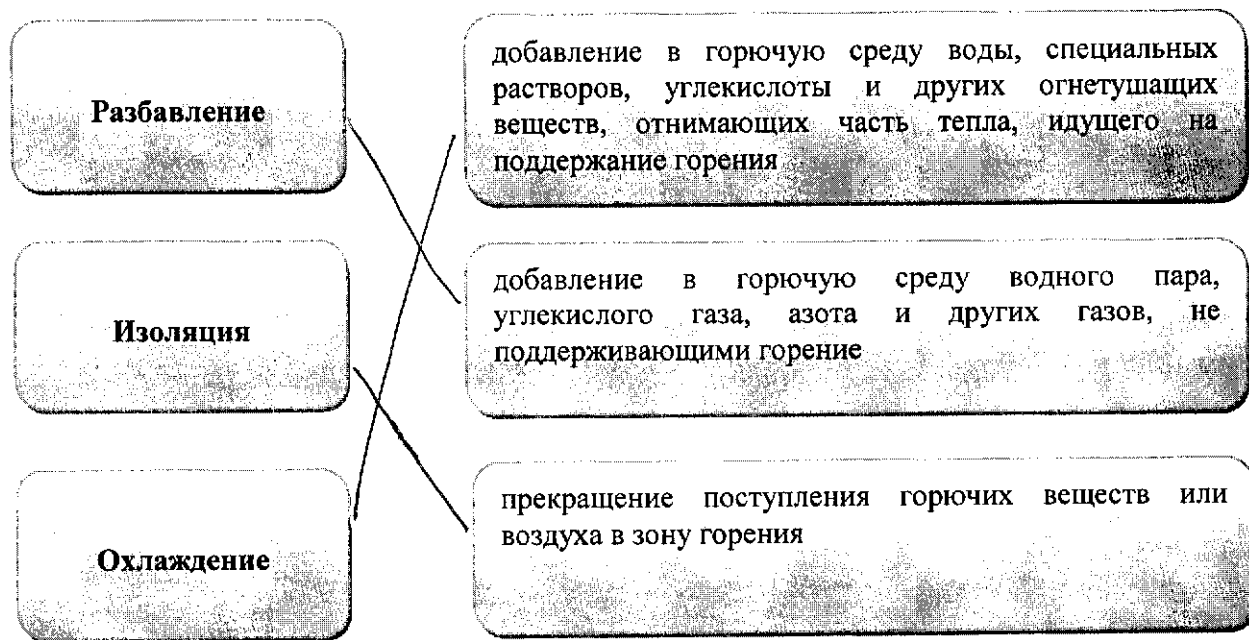 Разбавление
добавление в горючую среду воды, специальных
растворов, углекислоты и других огнетушащих
веществ, отнимающих часть тепла, идущего на
поддержание горения
Изоляция
добавление в горючую среду водного пара,
углекислого газа, азота и других газов, не
поддерживающими горение
Охлаждение
прекращение поступления горючих веществ или
воздуха в зону горения